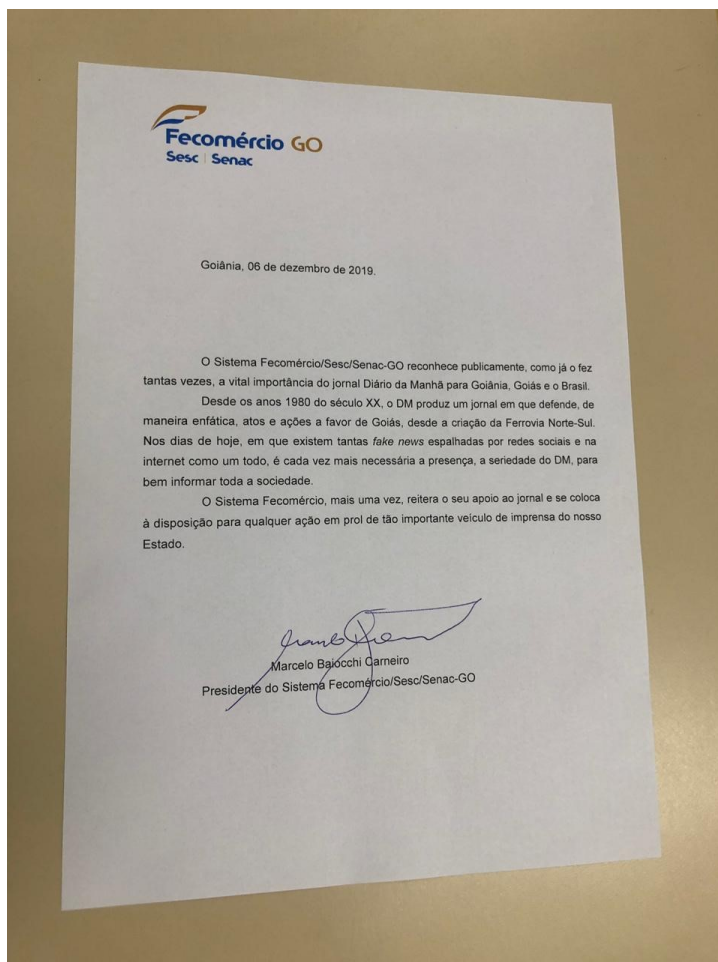 Fecomércio GO
Sesc | Senac
Goiânia, 06 de dezembro de 2019.
O Sistema Fecomércio/Sesc/Senac-GO reconhece publicamente, como já o fez
tantas vezes, a vital importância do jornal Diário da Manhã para Goiânia, Goiás e o Brasil.
Desde os anos 1980 do século XX, o DM produz um jornal em que defende, de
maneira enfática, atos e ações a favor de Goiás, desde a criação da Ferrovia Norte-Sul.
Nos dias de hoje, em que existem tantas fake news espalhadas por redes sociais e na
internet como um todo, é cada vez mais necessária a presença, a seriedade do DM, para
bem informar toda a sociedade.
O Sistema Fecomércio, mais uma vez, reitera o seu apoio ao jornal e se coloca
à disposição para qualquer ação em prol de tão importante veículo de imprensa do nosso
Estado.
Marcelo Baiocchi Carneiro
Presidente do Sistema Fecomércio/Sesc/Senac-GO